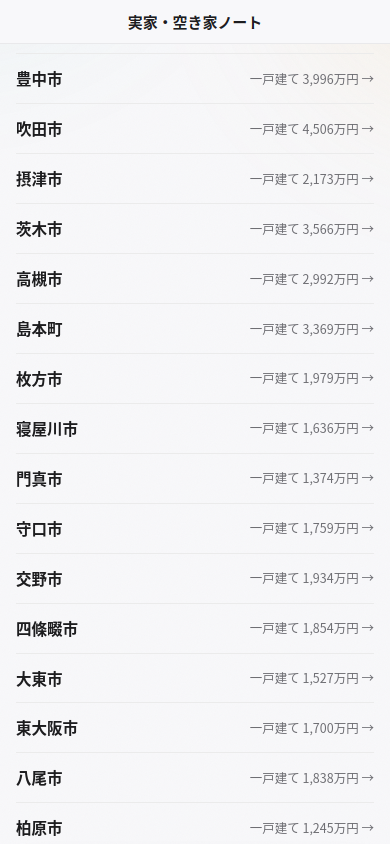 実家・空き家ノート
豊中市 一戸建て 3,996万円 →
吹田市 一戸建て 4,506万円 →
摂津市 一戸建て 2,173万円 →
茨木市 一戸建て 3,566万円 →
高槻市 一戸建て 2,992万円 →
島本町 一戸建て 3,369万円 →
枚方市 一戸建て 1,979万円 →
寝屋川市 一戸建て 1,636万円 →
門真市 一戸建て 1,374万円 →
守口市 一戸建て 1,759万円 →
交野市 一戸建て 1,934万円 →
四條畷市 一戸建て 1,854万円 →
大東市 一戸建て 1,527万円 →
東大阪市 一戸建て 1,700万円 →
八尾市 一戸建て 1,838万円 →
柏原市 一戸建て 1,245万円 →